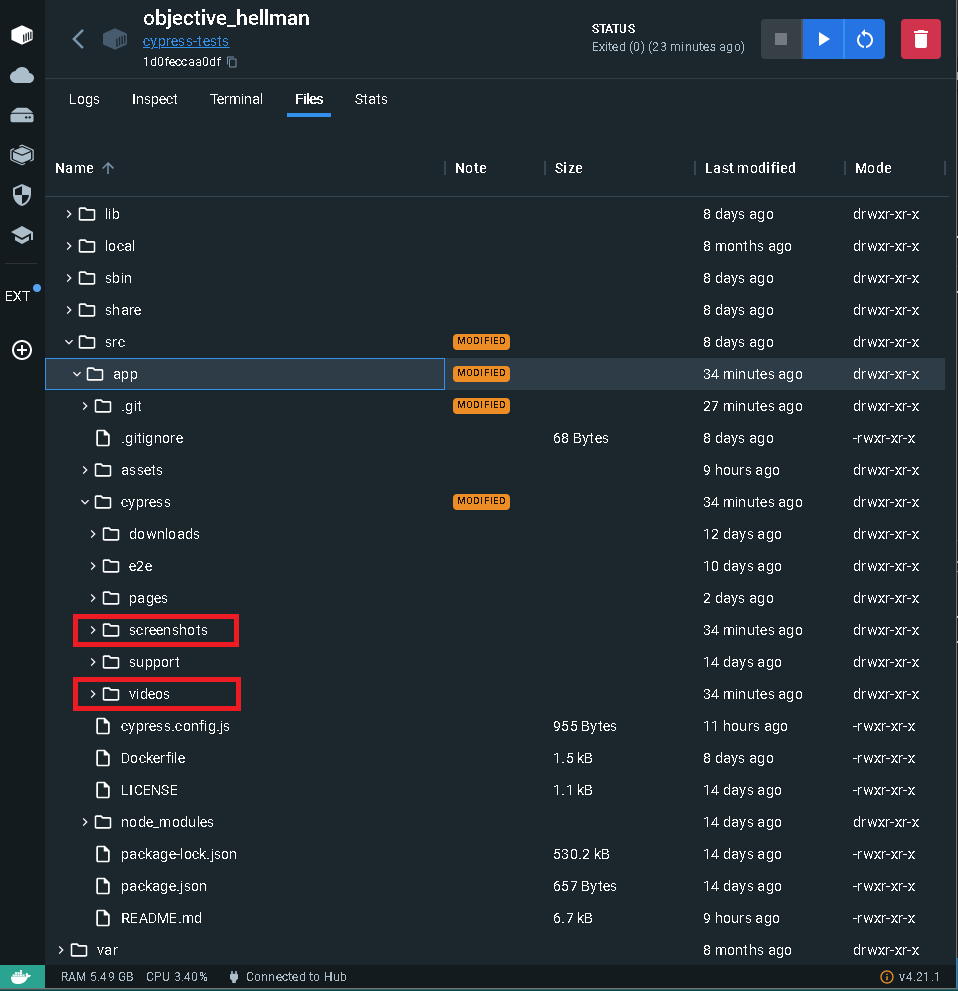 objective_hellman
cypress-tests
1d0feccaa0df
STATUS
Exited (0) (23 minutes ago)
Logs Inspect Terminal Files Stats
Name Note Size Last modified Mode
lib 8 days ago drwxr-xr-x
local 8 months ago drwxr-xr-x
sbin 8 days ago drwxr-xr-x
share 8 days ago drwxr-xr-x
EXT
src MODIFIED 8 days ago drwxr-xr-x
app MODIFIED 34 minutes ago drwxr-xr-x
.git MODIFIED 27 minutes ago drwxr-xr-x
.gitignore 68 Bytes 8 days ago -rwxr-xr-x
assets 9 hours ago drwxr-xr-x
cypress MODIFIED 34 minutes ago drwxr-xr-x
downloads 12 days ago drwxr-xr-x
e2e 10 days ago drwxr-xr-x
pages 2 days ago drwxr-xr-x
screenshots 34 minutes ago drwxr-xr-x
support 14 days ago drwxr-xr-x
videos 34 minutes ago drwxr-xr-x
cypress.config.js 955 Bytes 11 hours ago -rwxr-xr-x
Dockerfile 1.5 kB 8 days ago -rwxr-xr-x
LICENSE 1.1 kB 14 days ago -rwxr-xr-x
node_modules 14 days ago drwxr-xr-x
package-lock.json 530.2 kB 14 days ago -rwxr-xr-x
package.json 657 Bytes 14 days ago -rwxr-xr-x
README.md 6.7 kB 9 hours ago -rwxr-xr-x
var 8 months ago drwxr-xr-x
RAM 5.49 GB CPU 3.40% Connected to Hub v4.21.1